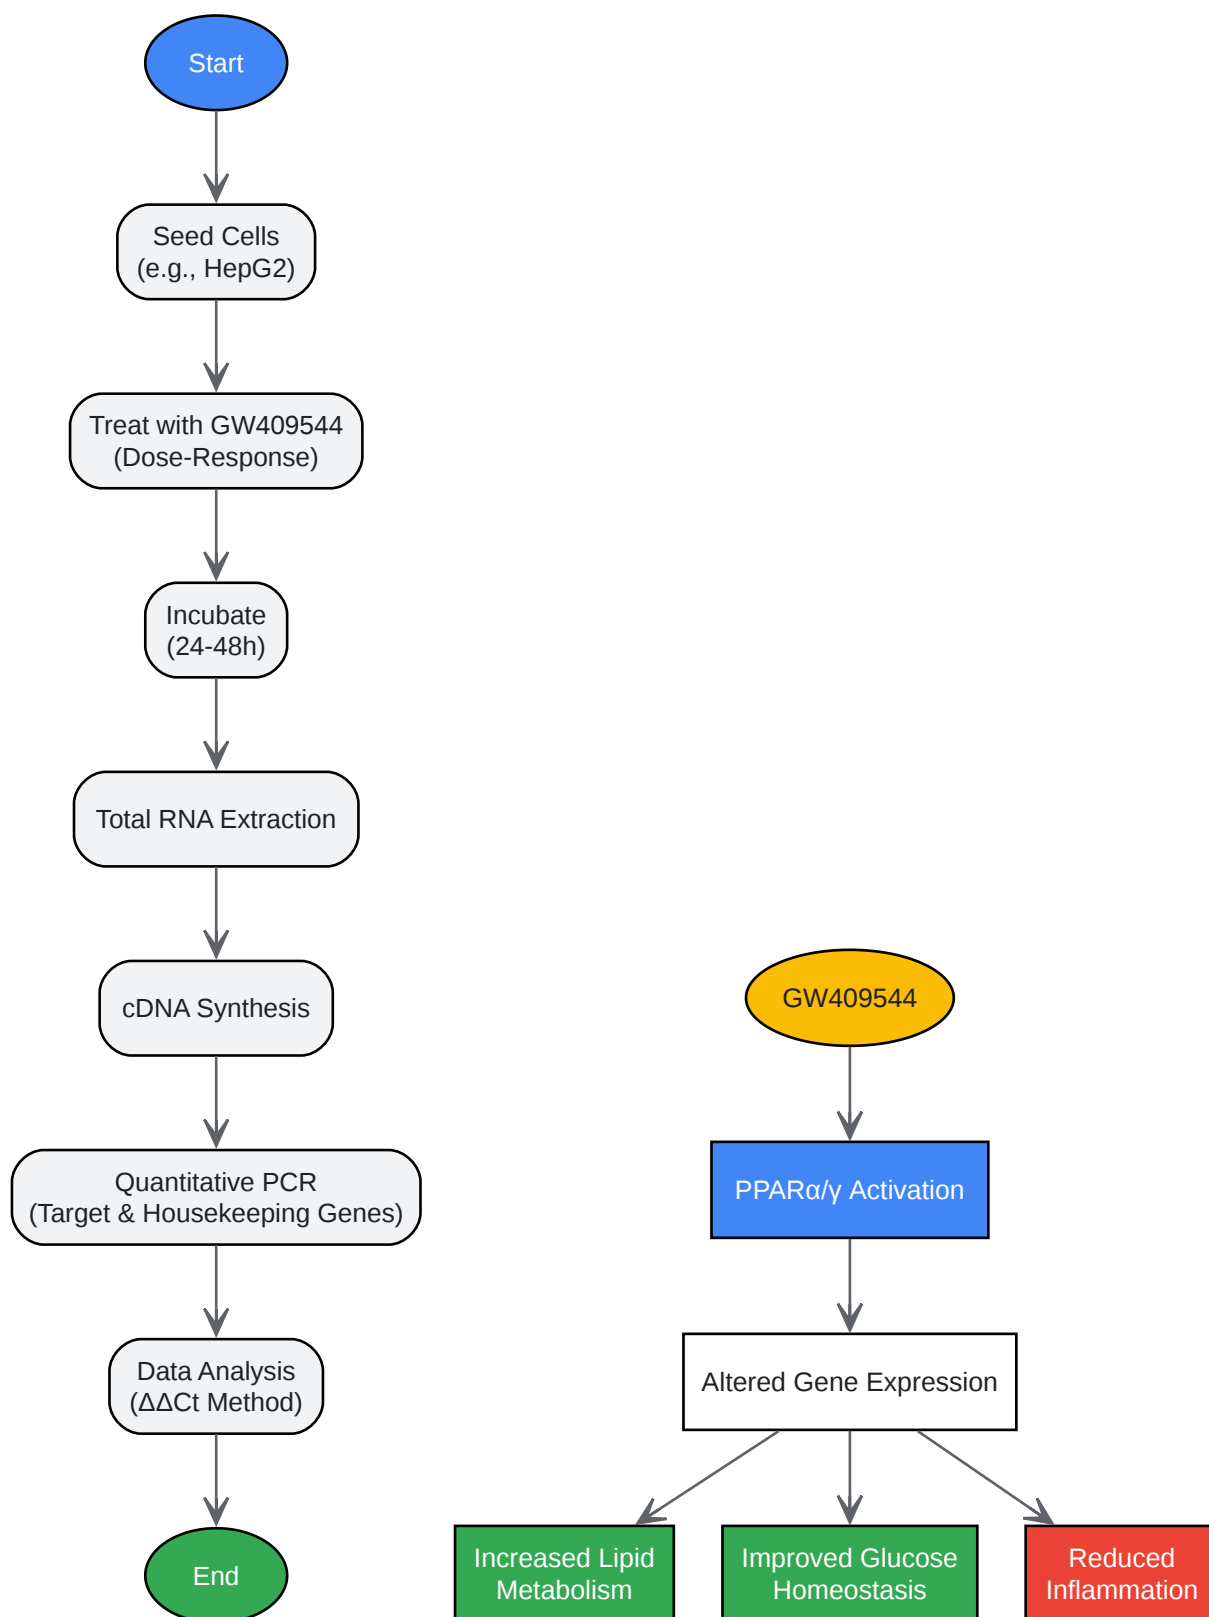 Start
Seed Cells
(e.g., HepG2)
Treat with GW409544
(Dose-Response)
Incubate
(24-48h)
Total RNA Extraction
cDNA Synthesis
Quantitative PCR
(Target & Housekeeping Genes)
Data Analysis
(ΔΔCt Method)
End
GW409544
PPARα/γ Activation
Altered Gene Expression
Increased Lipid
Metabolism
Improved Glucose
Homeostasis
Reduced
Inflammation